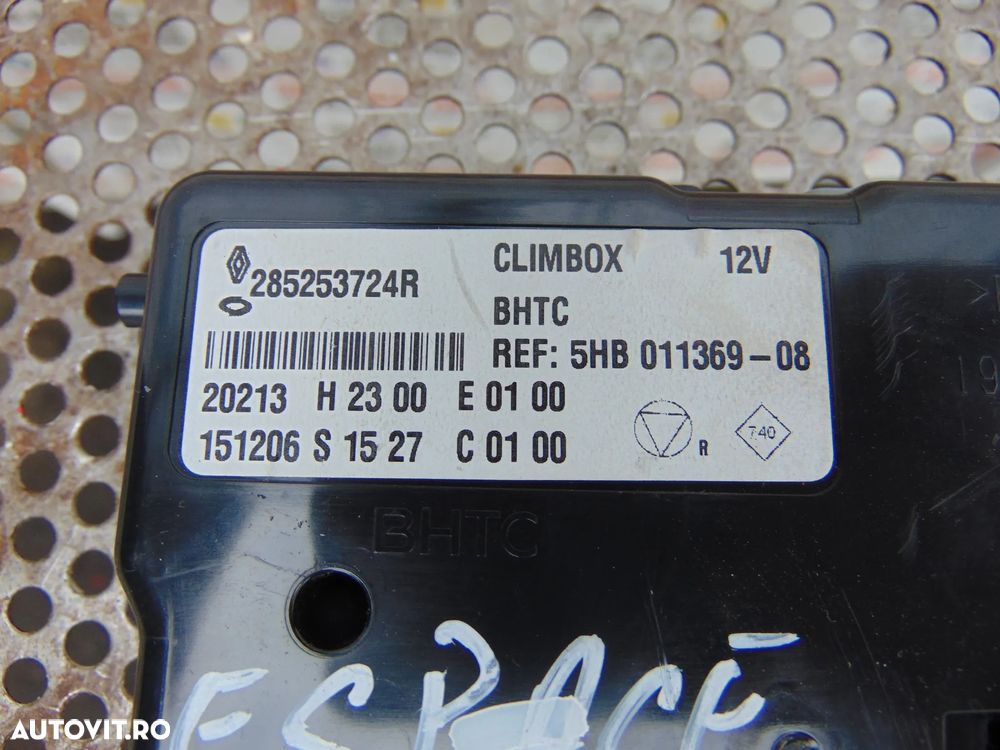 285253724R
CLIMBOX 12V
BHTC
REF: 5HB 011369-08
20213 H 23 00 E 01 00
151206 S 15 27 C 01 00
R
740
BHTC
ESPACE
AUTOVIT.RO